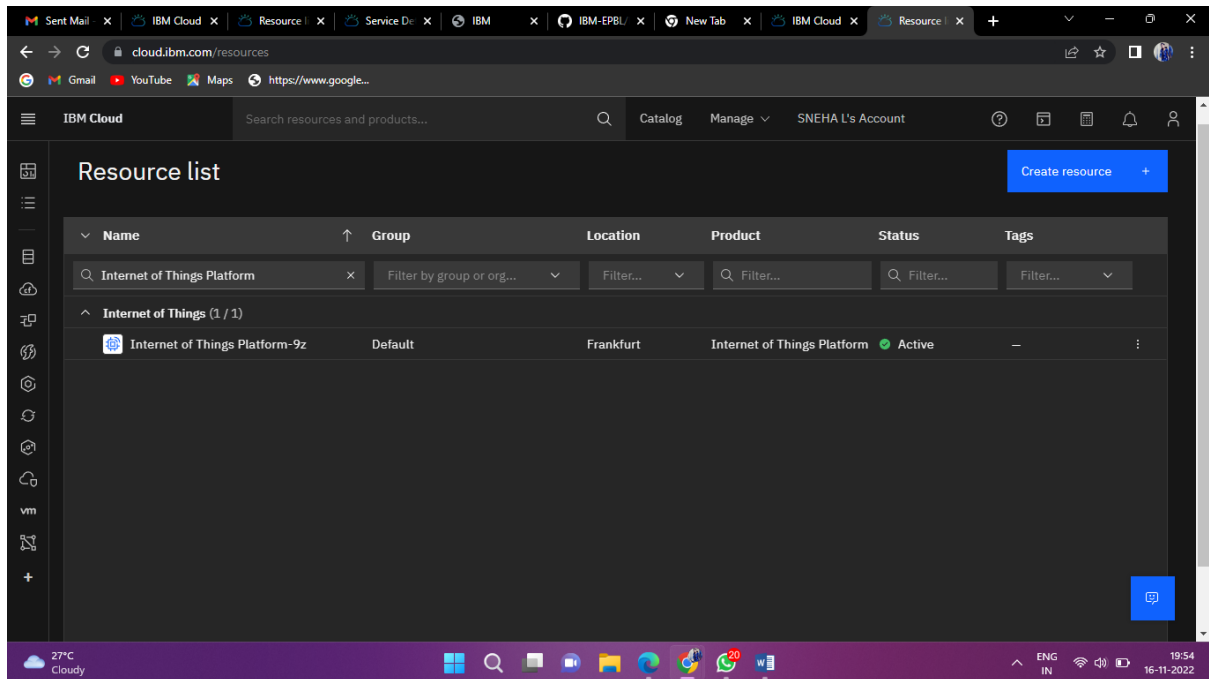 Sent Mail - IBM Cloud Resource li Service De IBM IBM-EPBL/ New Tab IBM Cloud Resource li
cloud.ibm.com/resources
Gmail YouTube Maps https://www.google...
IBM Cloud Search resources and products... Catalog Manage SNEHA L's Account
Resource list Create resource +
Name Group Location Product Status Tags
Internet of Things Platform Filter by group or org... Filter... Filter... Filter... Filter...
Internet of Things (1 / 1)
Internet of Things Platform-9z Default Frankfurt Internet of Things Platform Active –
vm
27°C ENG 19:54
Cloudy 20 IN 16-11-2022